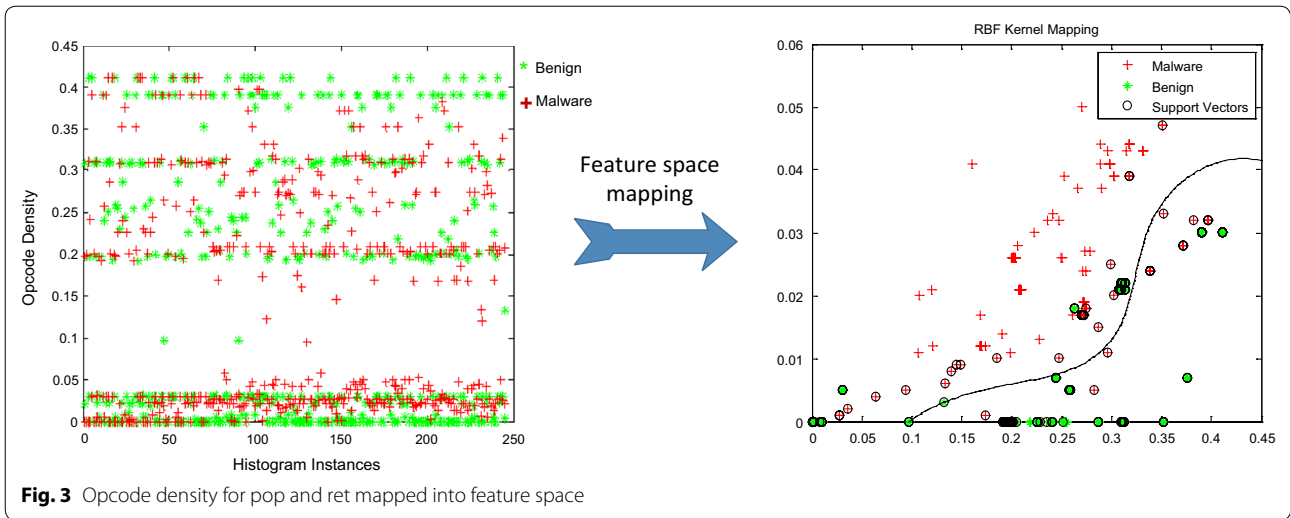 0.45
0.4
0.35
0.3
0.25
0.2
0.15
0.1
0.05
0
0 50 100 150 200 250
Opcode Density
Histogram Instances
Benign
Malware
Feature space
mapping
RBF Kernel Mapping
0.06
0.05
0.04
0.03
0.02
0.01
0
0 0.05 0.1 0.15 0.2 0.25 0.3 0.35 0.4 0.45
Malware
Benign
Support Vectors
Fig. 3 Opcode density for pop and ret mapped into feature space